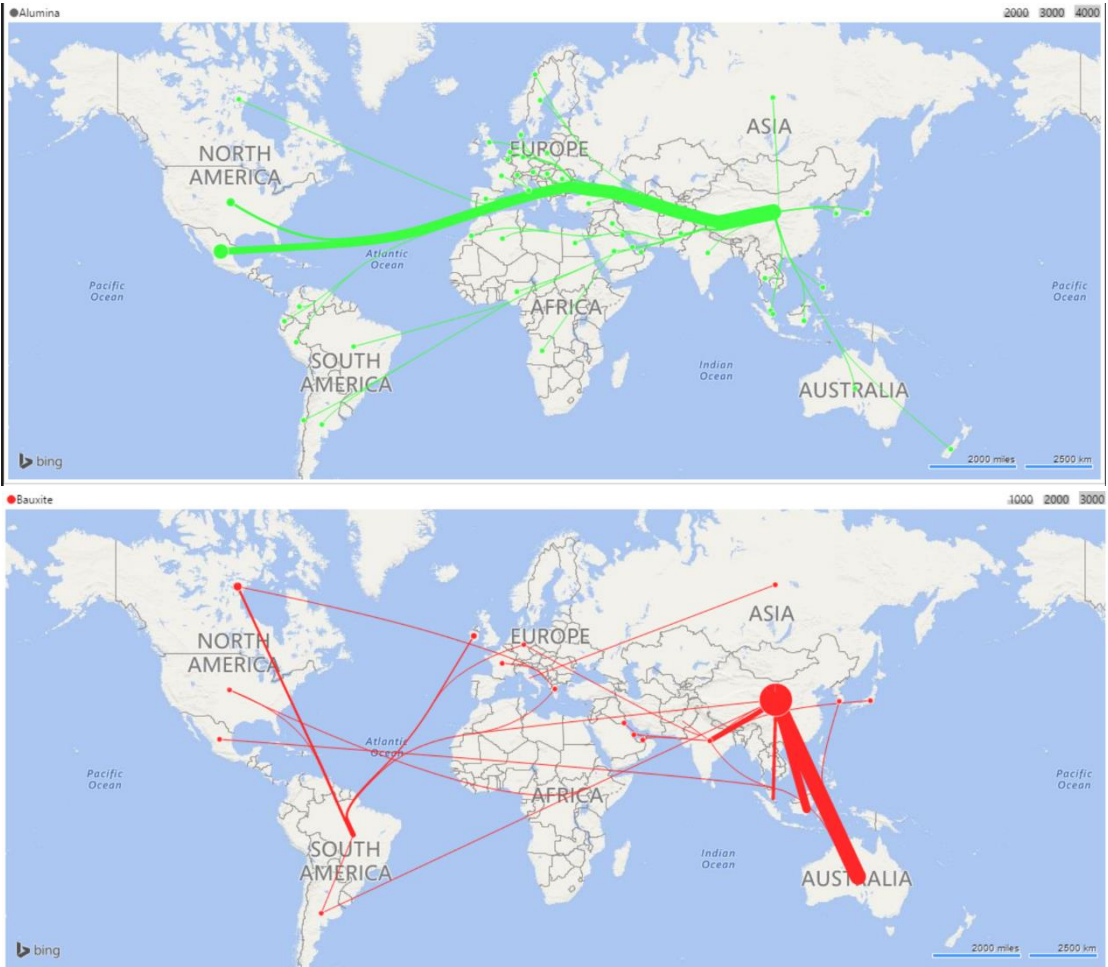 Alumina
2000 3000 4000
NORTH
AMERICA
EUROPE
ASIA
Atlantic
Ocean
Pacific
Ocean
Pacific
Ocean
AFRICA
SOUTH
AMERICA
Indian
Ocean
AUSTRALIA
bing
2000 miles 2500 km
Bauxite
1000 2000 3000
NORTH
AMERICA
EUROPE
ASIA
Atlantic
Ocean
Pacific
Ocean
Pacific
Ocean
AFRICA
SOUTH
AMERICA
Indian
Ocean
AUSTRALIA
bing
2000 miles 2500 km